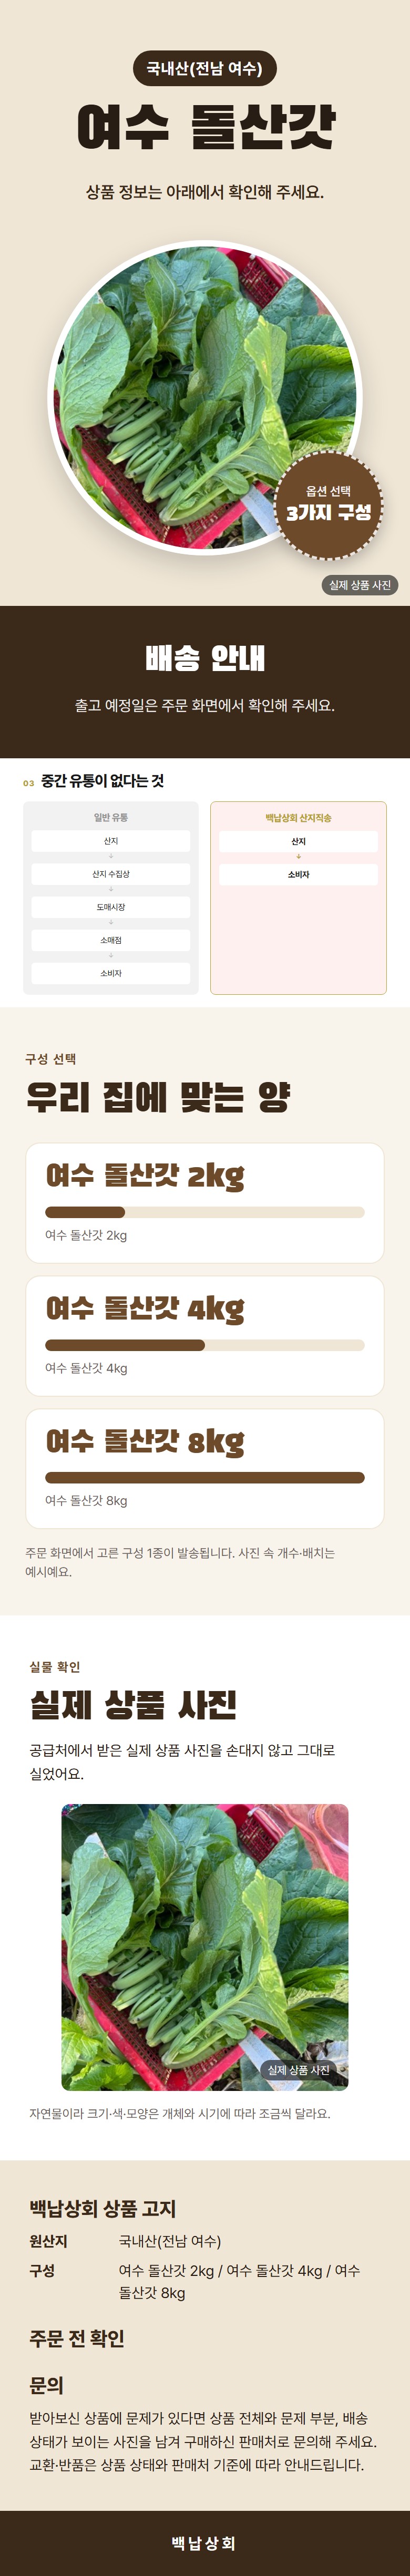 국내산(전남 여수)
여수 돌산갓
상품 정보는 아래에서 확인해 주세요.
옵션 선택
3가지 구성
실제 상품 사진
배송 안내
출고 예정일은 주문 화면에서 확인해 주세요.
03 중간 유통이 없다는 것
일반 유통
산지
↓
산지 수집상
↓
도매시장
↓
소매점
↓
소비자
백납상회 산지직송
산지
↓
소비자
구성 선택
우리 집에 맞는 양
여수 돌산갓 2kg
여수 돌산갓 2kg
여수 돌산갓 4kg
여수 돌산갓 4kg
여수 돌산갓 8kg
여수 돌산갓 8kg
주문 화면에서 고른 구성 1종이 발송됩니다. 사진 속 개수·배치는
예시예요.
실물 확인
실제 상품 사진
공급처에서 받은 실제 상품 사진을 손대지 않고 그대로
실었어요.
실제 상품 사진
자연물이라 크기·색·모양은 개체와 시기에 따라 조금씩 달라요.
백납상회 상품 고지
원산지 국내산(전남 여수)
구성 여수 돌산갓 2kg / 여수 돌산갓 4kg / 여수
돌산갓 8kg
주문 전 확인
문의
받아보신 상품에 문제가 있다면 상품 전체와 문제 부분, 배송
상태가 보이는 사진을 남겨 구매하신 판매처로 문의해 주세요.
교환·반품은 상품 상태와 판매처 기준에 따라 안내드립니다.
백납상회